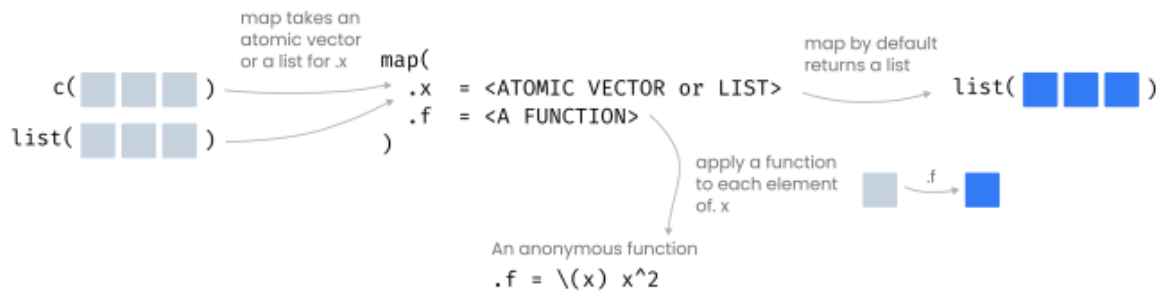 map takes an
atomic vector
or a list for .x
c( )
list( )
map(
.x = <ATOMIC VECTOR or LIST>
.f = <A FUNCTION>
)
map by default
returns a list
list( )
apply a function
to each element
of. x
.f
An anonymous function
.f = \(x) x^2